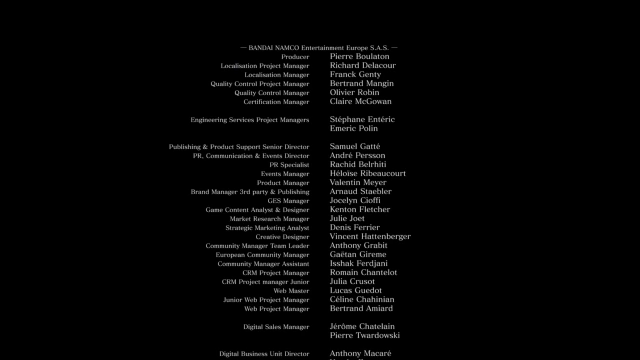 — BANDAI NAMCO Entertainment Europe S.A.S. —
Producer Pierre Boulaton
Localisation Project Manager Richard Delacour
Localisation Manager Franck Genty
Quality Control Project Manager Bertrand Mangin
Quality Control Manager Olivier Robin
Certification Manager Claire McGowan
Engineering Services Project Managers Stéphane Entéric
Emeric Polin
Publishing & Product Support Senior Director Samuel Gatté
PR, Communication & Events Director André Persson
PR Specialist Rachid Belrhiti
Events Manager Héloïse Ribeaucourt
Product Manager Valentin Meyer
Brand Manager 3rd party & Publishing Arnaud Staebler
GES Manager Jocelyn Cioffi
Game Content Analyst & Designer Kenton Fletcher
Market Research Manager Julie Joet
Strategic Marketing Analyst Denis Ferrier
Creative Designer Vincent Hattenberger
Community Manager Team Leader Anthony Grabit
European Community Manager Gaëtan Gireme
Community Manager Assistant Isshak Ferdjani
CRM Project Manager Romain Chantelot
CRM Project manager Junior Julia Crusot
Web Master Lucas Guedot
Junior Web Project Manager Céline Chahinian
Web Project Manager Bertrand Amiard
Digital Sales Manager Jérôme Chatelain
Pierre Twardowski
Digital Business Unit Director Anthony Macaré